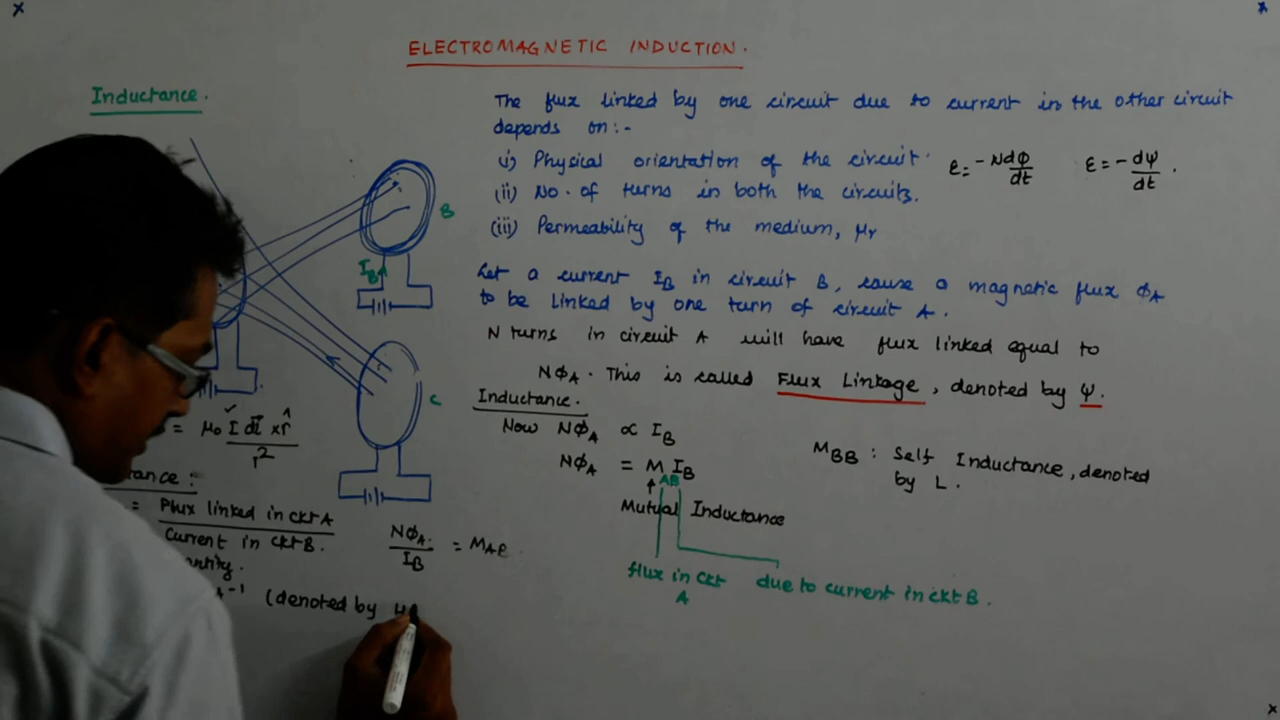 ELECTROMAGNETIC INDUCTION.
Inductance.
The flux linked by one circuit due to current in the other circuit
depends on:-
(i) Physical orientation of the circuit.
ε = -Ndφ/dt
ε = -dψ/dt.
(ii) No. of turns in both the circuits.
(iii) Permeability of the medium, μr
Let a current IB in circuit B, cause a magnetic flux φA
to be linked by one turn of circuit A.
N turns in circuit A will have flux linked equal to
NφA. This is called Flux Linkage, denoted by ψ.
B
IB
C
Inductance.
Now NφA ∝ IB
NφA = MAB IB
Mutual Inductance
flux in ckt A
due to current in ckt B.
MBB: Self Inductance, denoted
by L.
= μ0 I dl × r̂ / r²
tance:
= Flux linked in ckt A
Current in ckt B.
NφA / IB = MAB
antity.
A⁻¹ (denoted by